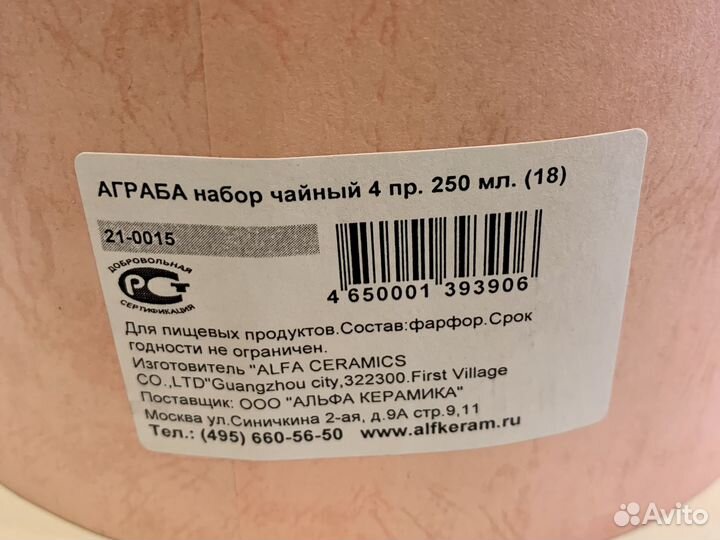 АГРАБА набор чайный 4 пр. 250 мл. (18)
21-0015
ДОБРОВОЛЬНАЯ
РСТ
СЕРТИФИКАЦИЯ
4 650001 393906
Для пищевых продуктов.Состав:фарфор.Срок
годности не ограничен.
Изготовитель "ALFA CERAMICS
CO.,LTD"Guangzhou city,322300.First Village
Поставщик: ООО "АЛЬФА КЕРАМИКА"
Москва ул.Синичкина 2-ая, д.9А стр.9,11
Тел.: (495) 660-56-50 www.alfkeram.ru
Avito